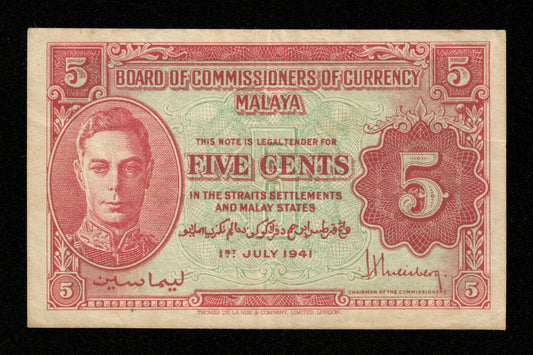 5 5
BOARD OF COMMISSIONERS OF CURRENCY
MALAYA
THIS NOTE IS LEGAL TENDER FOR
FIVE CENTS
5
IN THE STRAITS SETTLEMENTS
AND MALAY STATES
1ST JULY 1941
ليما سين
CHAIRMAN OF THE COMMISSIONERS
5 5
THOMAS DE LA RUE & COMPANY, LIMITED, LONDON.